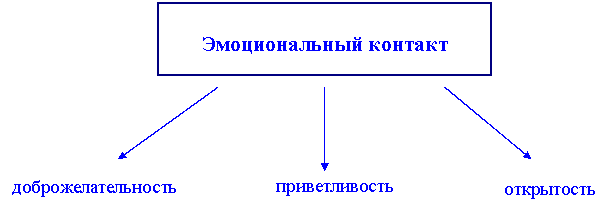 Эмоциональный контакт
доброжелательность
приветливость
открытость